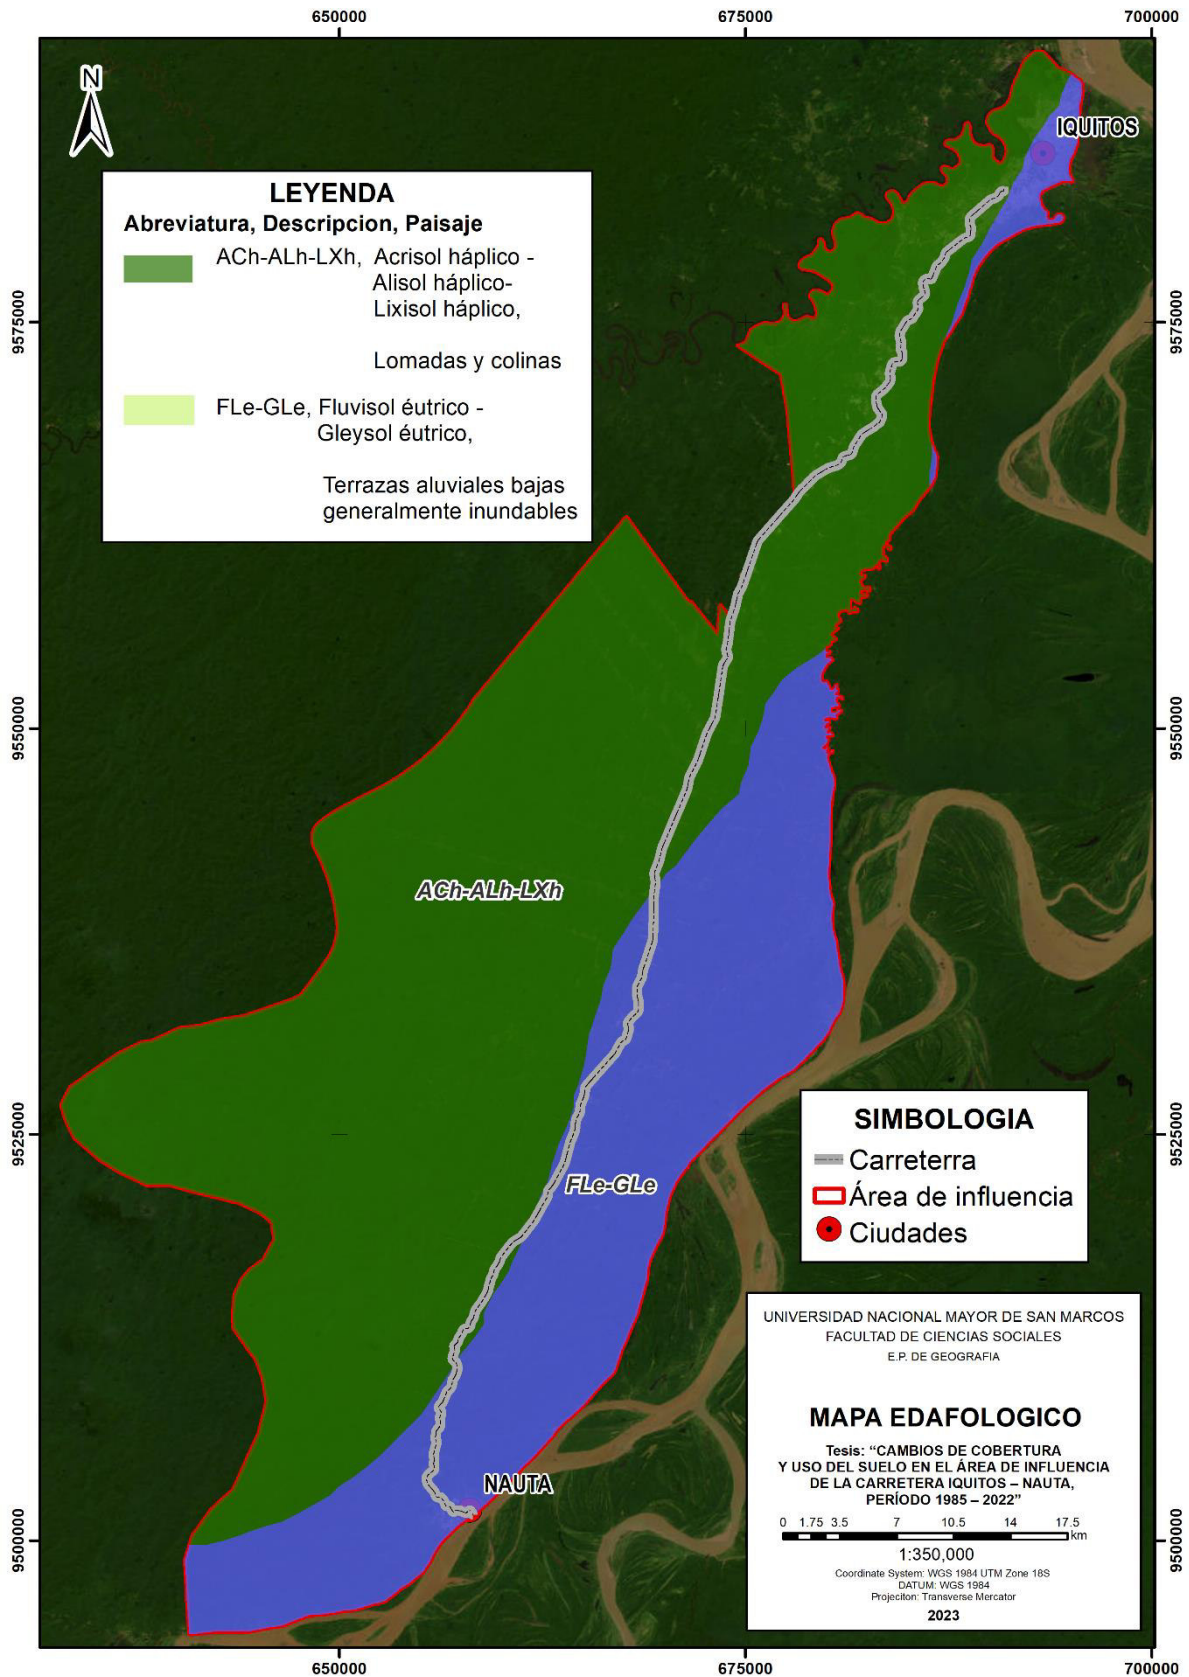 650000
675000
700000
N
IQUITOS
LEYENDA
Abreviatura, Descripcion, Paisaje
ACh-ALh-LXh, Acrisol háplico -
Alisol háplico-
Lixisol háplico,
Lomadas y colinas
FLe-GLe, Fluvisol éutrico -
Gleysol éutrico,
Terrazas aluviales bajas
generalmente inundables
9575000
9575000
9550000
9550000
ACh-ALh-LXh
9525000
9525000
FLe-GLe
SIMBOLOGIA
Carreterra
Área de influencia
Ciudades
NAUTA
9500000
9500000
UNIVERSIDAD NACIONAL MAYOR DE SAN MARCOS
FACULTAD DE CIENCIAS SOCIALES
E.P. DE GEOGRAFIA
MAPA EDAFOLOGICO
Tesis: “CAMBIOS DE COBERTURA
Y USO DEL SUELO EN EL ÁREA DE INFLUENCIA
DE LA CARRETERA IQUITOS – NAUTA,
PERÍODO 1985 – 2022”
0 1.75 3.5 7 10.5 14 17.5
km
1:350,000
Coordinate System: WGS 1984 UTM Zone 18S
DATUM: WGS 1984
Projeciton: Transverse Mercator
2023
650000
675000
700000